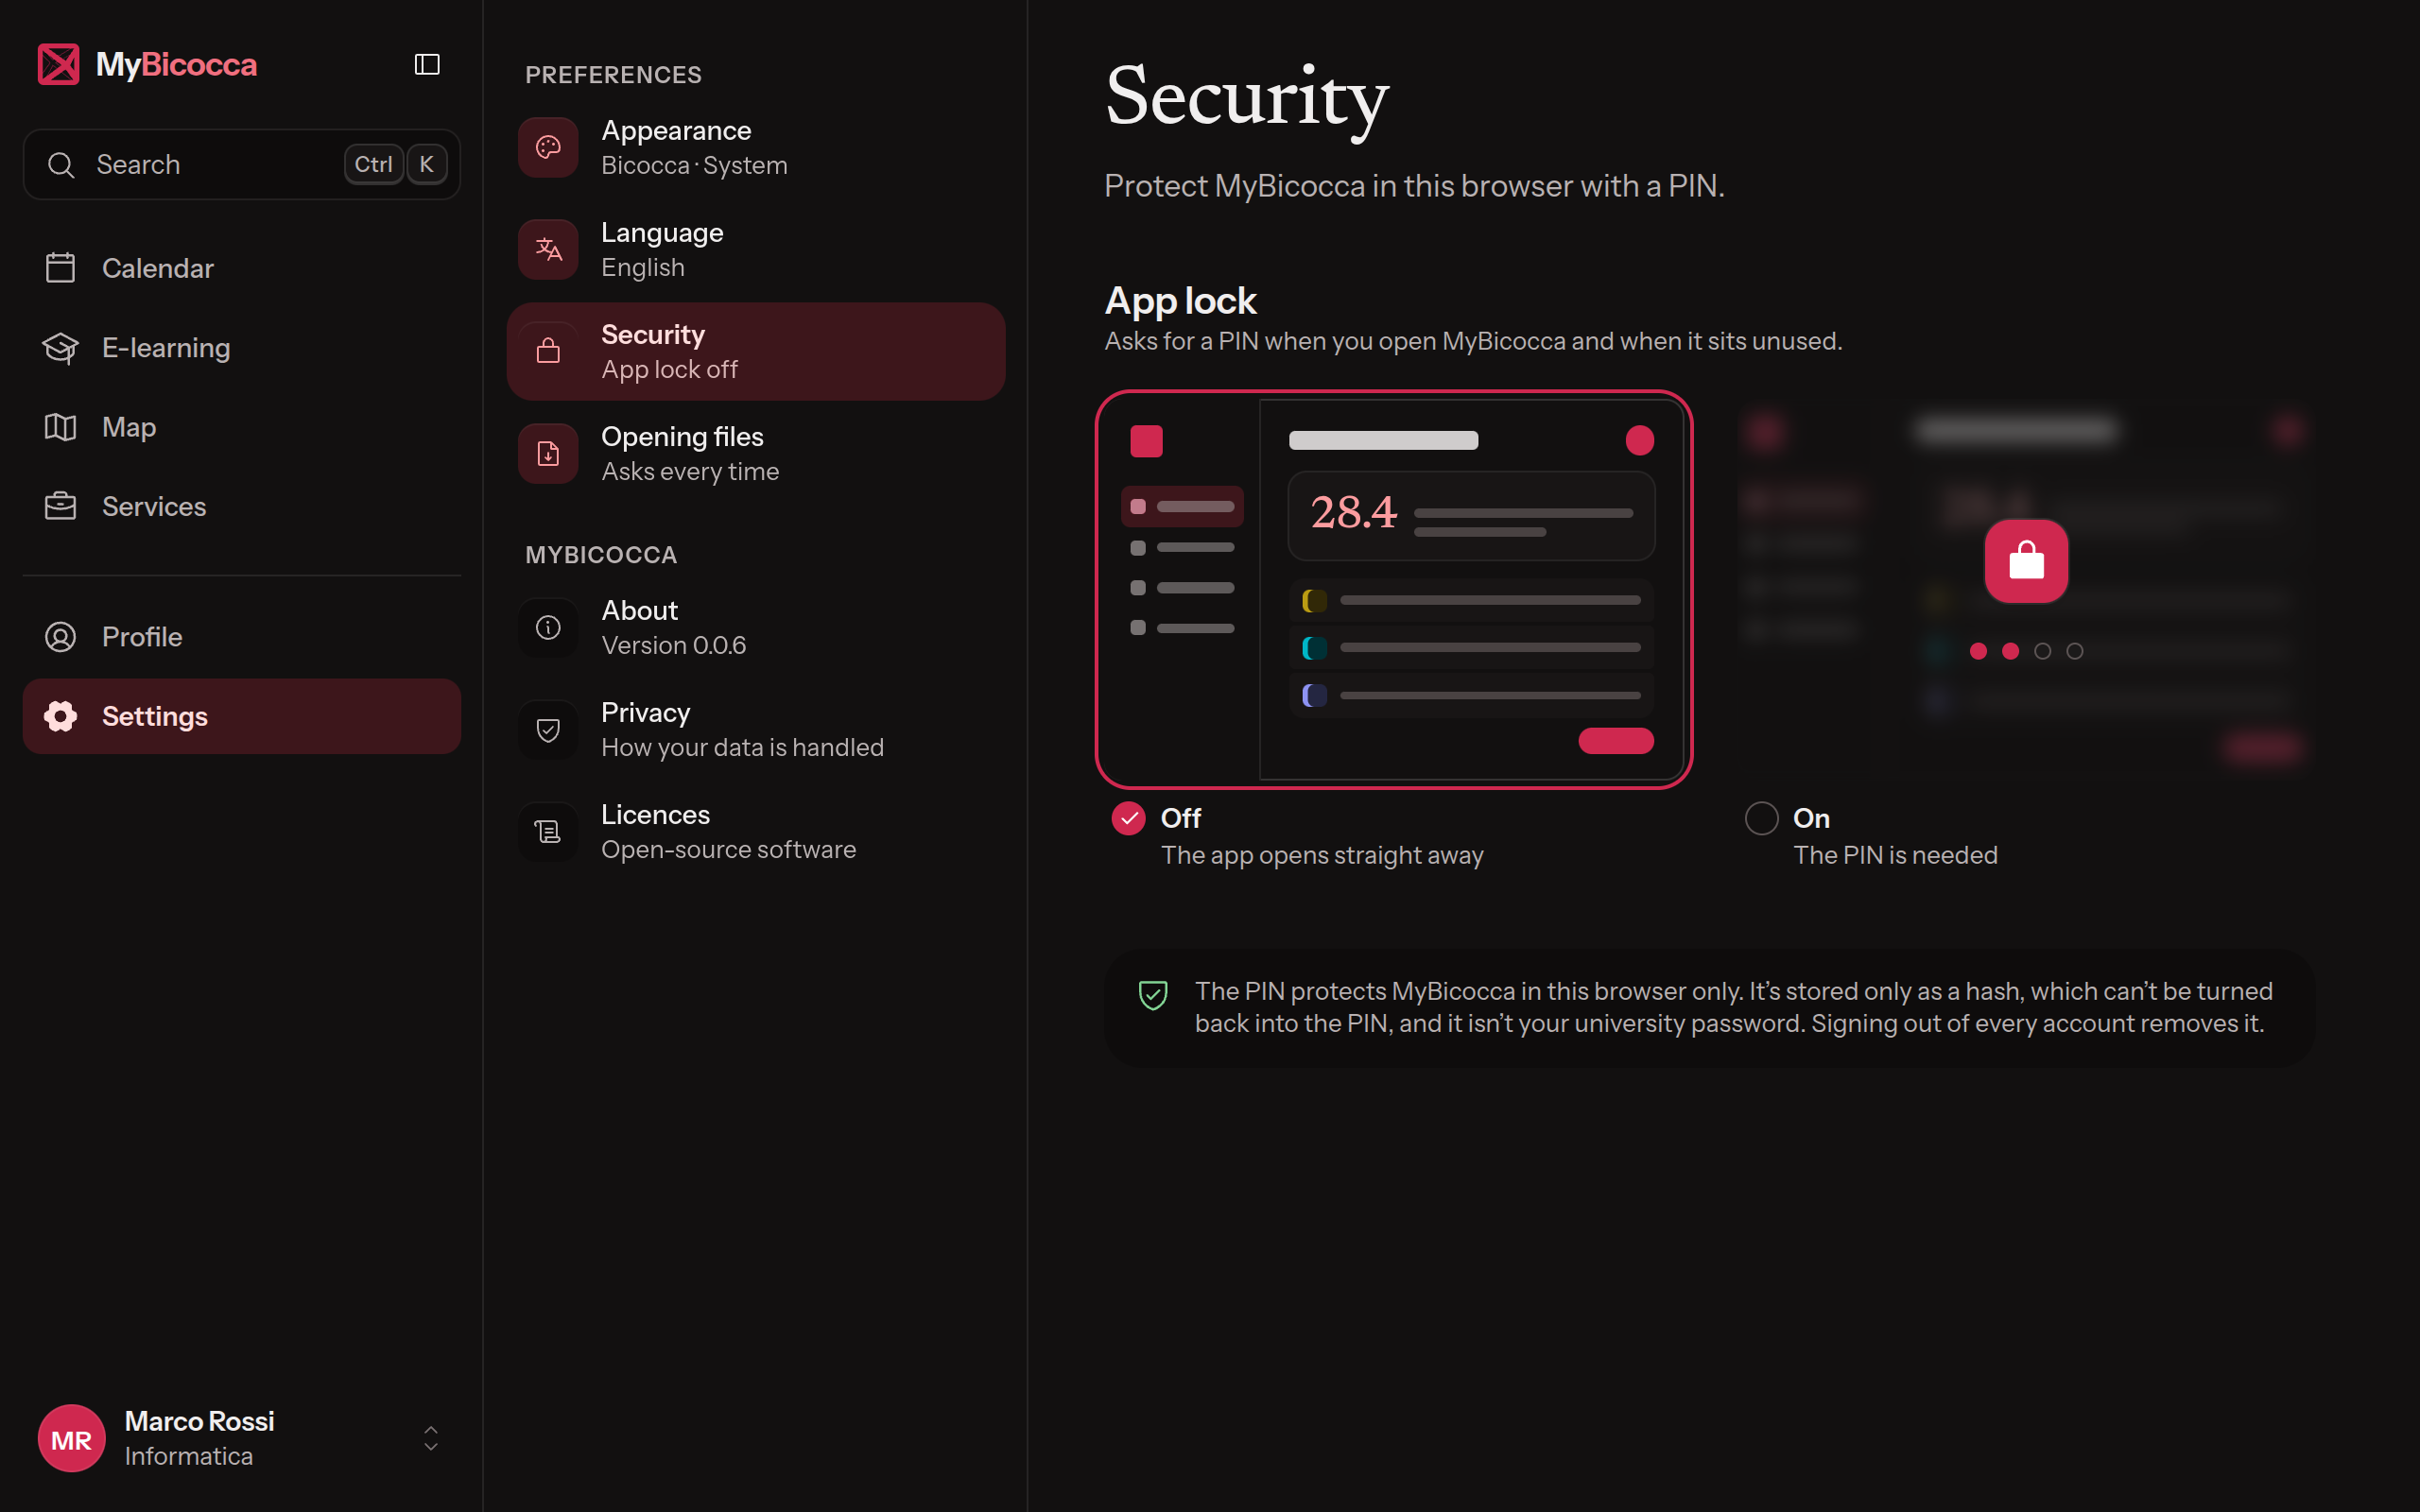 MyBicocca
Search
Ctrl K
Calendar
E-learning
Map
Services
Profile
Settings
Marco Rossi
Informatica
MR
PREFERENCES
Appearance
Bicocca · System
Language
English
Security
App lock off
Opening files
Asks every time
MYBICOCCA
About
Version 0.0.6
Privacy
How your data is handled
Licences
Open-source software
Security
Protect MyBicocca in this browser with a PIN.
App lock
Asks for a PIN when you open MyBicocca and when it sits unused.
28.4
28.4
Off
The app opens straight away
On
The PIN is needed
The PIN protects MyBicocca in this browser only. It’s stored only as a hash, which can’t be turned
back into the PIN, and it isn’t your university password. Signing out of every account removes it.